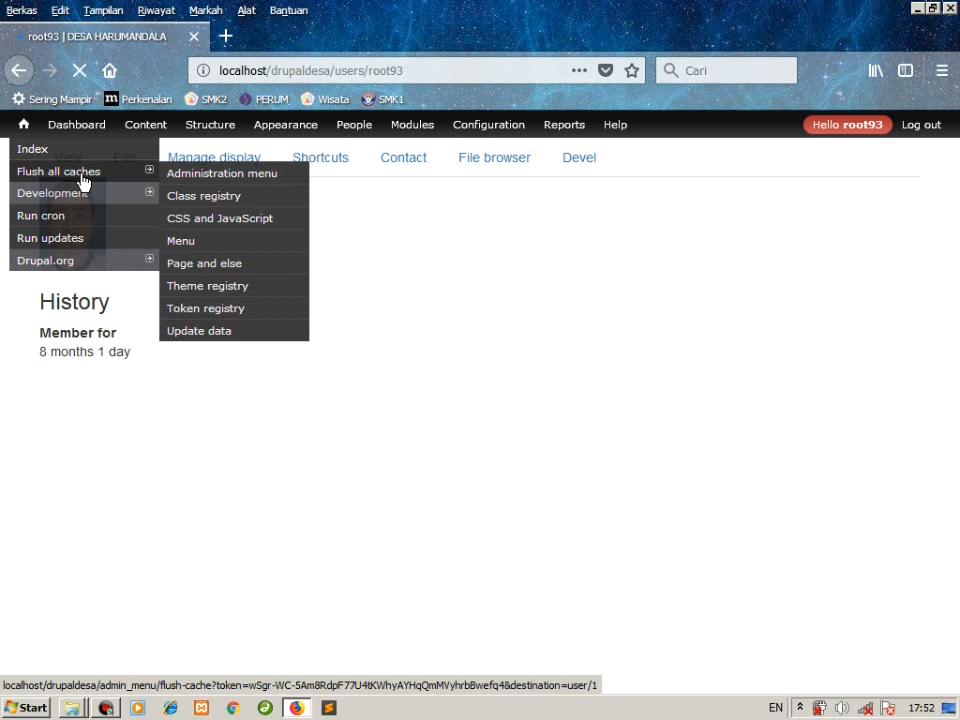 Berkas Edit Tampilan Riwayat Markah Alat Bantuan
root93 | DESA HARUMANDALA
localhost/drupaldesa/users/root93
Cari
Sering Mampir Perkenalan SMK2 PERUM Wisata SMK1
Dashboard Content Structure Appearance People Modules Configuration Reports Help Hello root93 Log out
Index
View Edit Manage display Shortcuts Contact File browser Devel
Flush all caches
Administration menu
Development
Class registry
Run cron
CSS and JavaScript
Run updates
Menu
Drupal.org
Page and else
Theme registry
Token registry
Update data
History
Member for
8 months 1 day
localhost/drupaldesa/admin_menu/flush-cache?token=wSgr-WC-5Am8RdpF77U4tKWhyAYHqQmMVyhrbBwefq4&destination=user/1
Start
EN 17:52